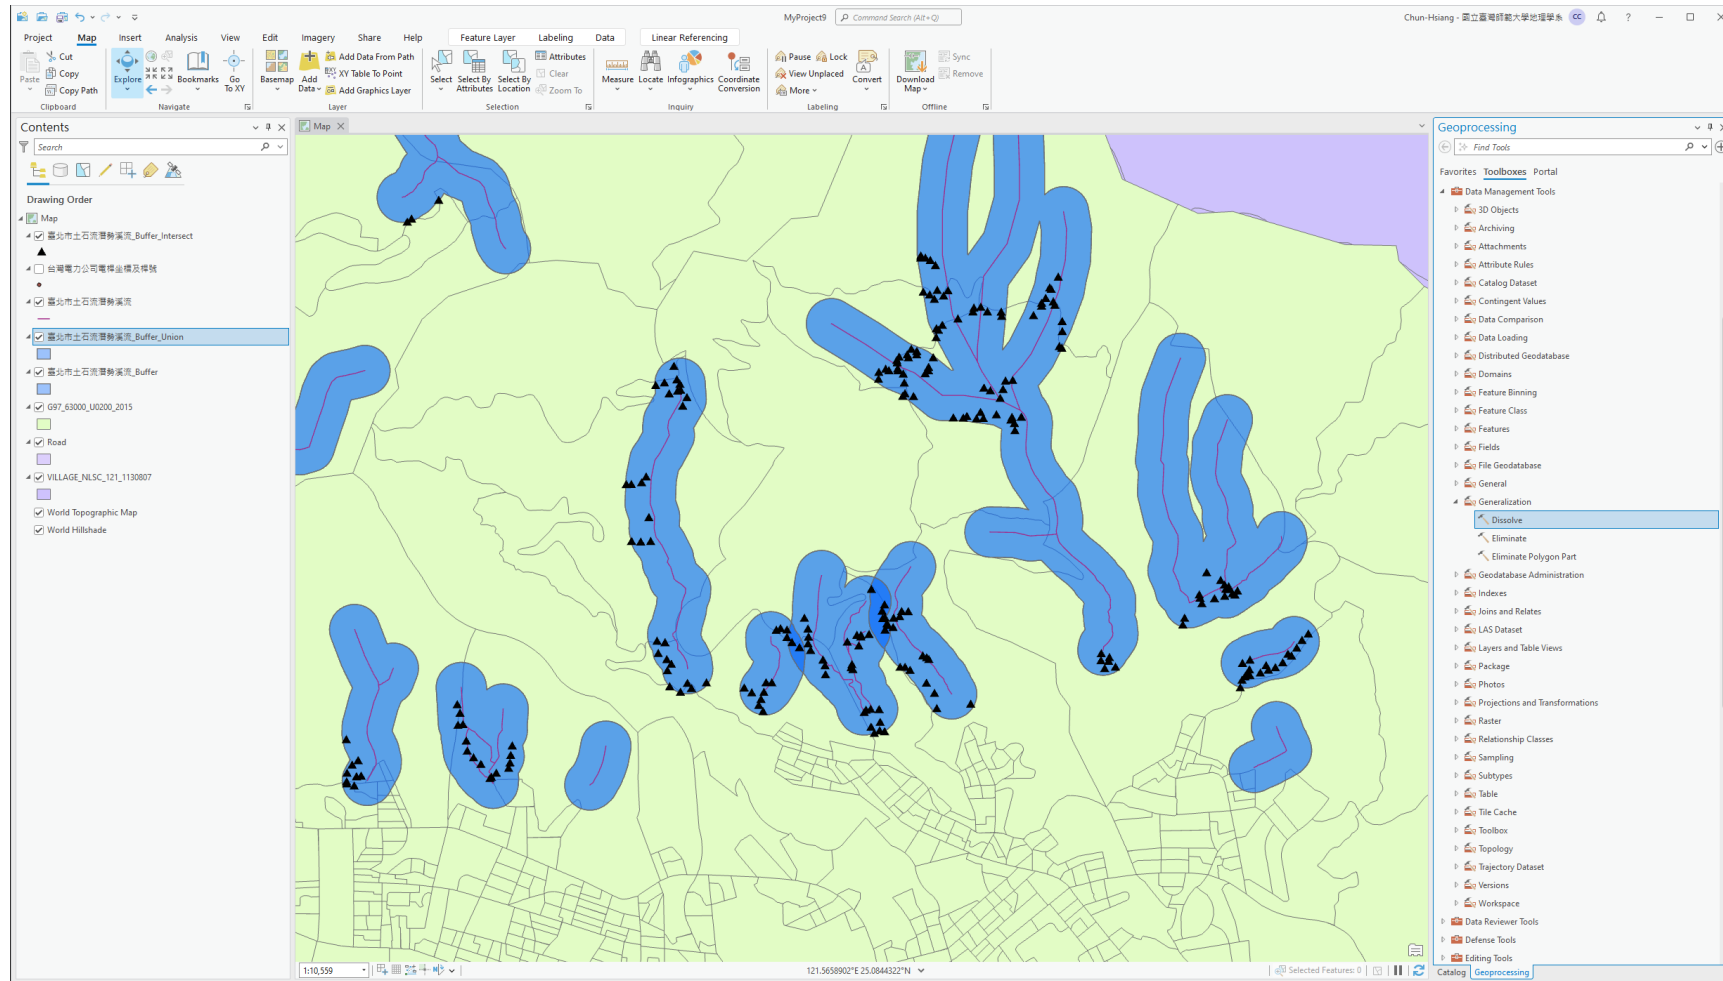 MyProject9
Command Search (Alt+Q)
Chun-Hsiang - 國立臺灣師範大學地理學系
CC
Project Map Insert Analysis View Edit Imagery Share Help Feature Layer Labeling Data Linear Referencing
Paste
Cut
Copy
Copy Path
Clipboard
Explore
Bookmarks
Go To XY
Navigate
Basemap
Add Data
Add Data From Path
XY Table To Point
Add Graphics Layer
Layer
Select
Select By Attributes
Select By Location
Attributes
Clear
Zoom To
Selection
Measure
Locate
Infographics
Coordinate Conversion
Inquiry
Pause
Lock
View Unplaced
More
Convert
Labeling
Download Map
Sync
Remove
Offline
Contents
Search
Drawing Order
Map
臺北市土石流潛勢溪流_Buffer_Intersect
台灣電力公司電桿坐標及桿號
臺北市土石流潛勢溪流
臺北市土石流潛勢溪流_Buffer_Union
臺北市土石流潛勢溪流_Buffer
G97_63000_U0200_2015
Road
VILLAGE_NLSC_121_1130807
World Topographic Map
World Hillshade
Map
1:10,559
121.5658902°E 25.0844322°N
Selected Features: 0
Geoprocessing
Find Tools
Favorites Toolboxes Portal
Data Management Tools
3D Objects
Archiving
Attachments
Attribute Rules
Catalog Dataset
Contingent Values
Data Comparison
Data Loading
Distributed Geodatabase
Domains
Feature Binning
Feature Class
Features
Fields
File Geodatabase
General
Generalization
Dissolve
Eliminate
Eliminate Polygon Part
Geodatabase Administration
Indexes
Joins and Relates
LAS Dataset
Layers and Table Views
Package
Photos
Projections and Transformations
Raster
Relationship Classes
Sampling
Subtypes
Table
Tile Cache
Toolbox
Topology
Trajectory Dataset
Versions
Workspace
Data Reviewer Tools
Defense Tools
Editing Tools
Catalog Geoprocessing